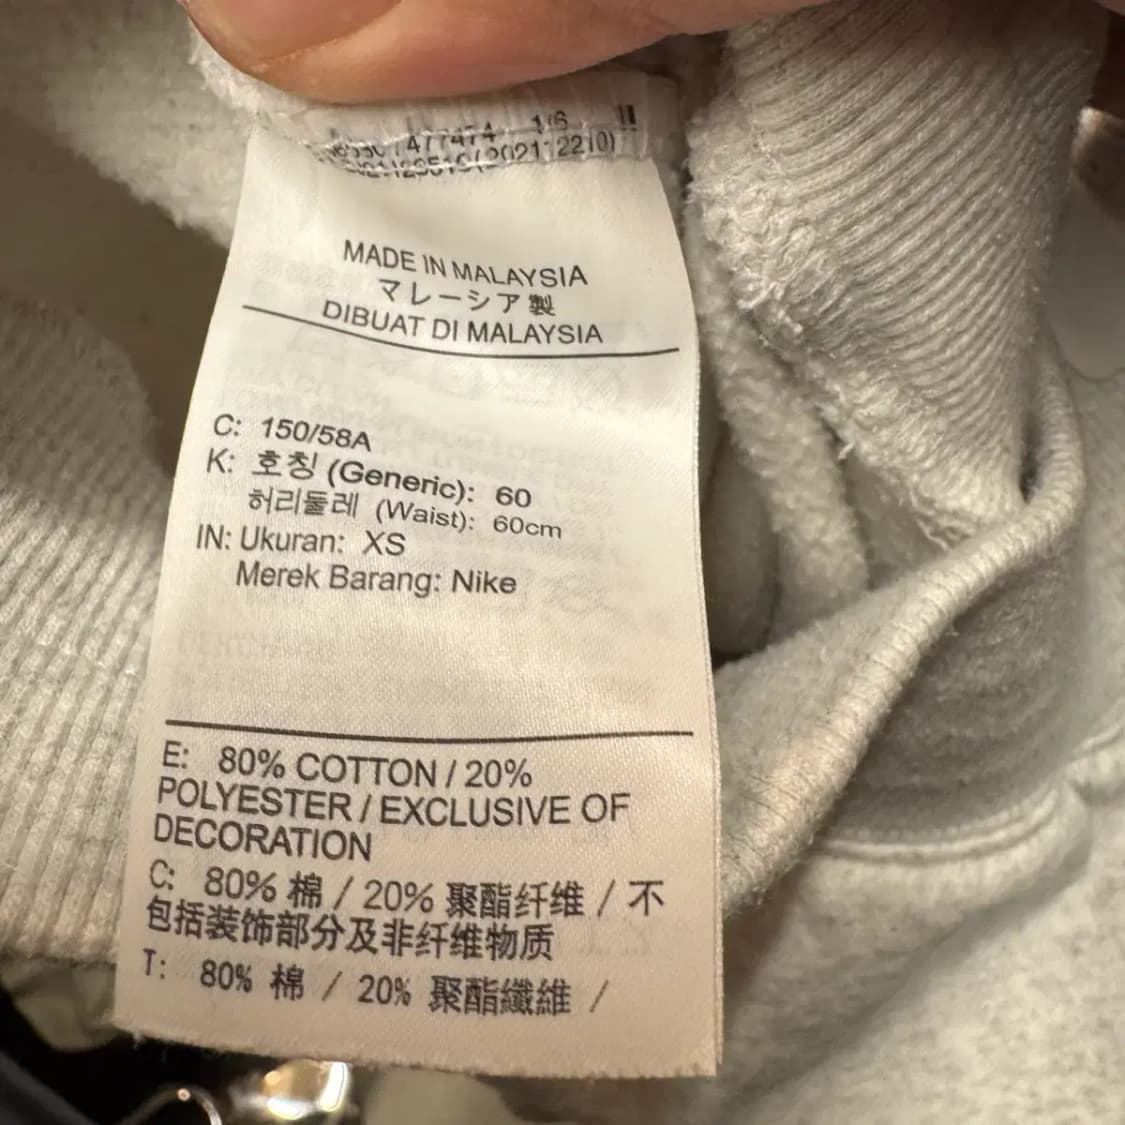 477474 1/6
MADE IN MALAYSIA
マレーシア製
DIBUAT DI MALAYSIA
C: 150/58A
K: 호칭 (Generic): 60
허리둘레 (Waist): 60cm
IN: Ukuran: XS
Merek Barang: Nike
E: 80% COTTON / 20%
POLYESTER / EXCLUSIVE OF
DECORATION
C: 80% 棉 / 20% 聚酯纤维 / 不
包括装饰部分及非纤维物质
T: 80% 棉 / 20% 聚酯纖維 /